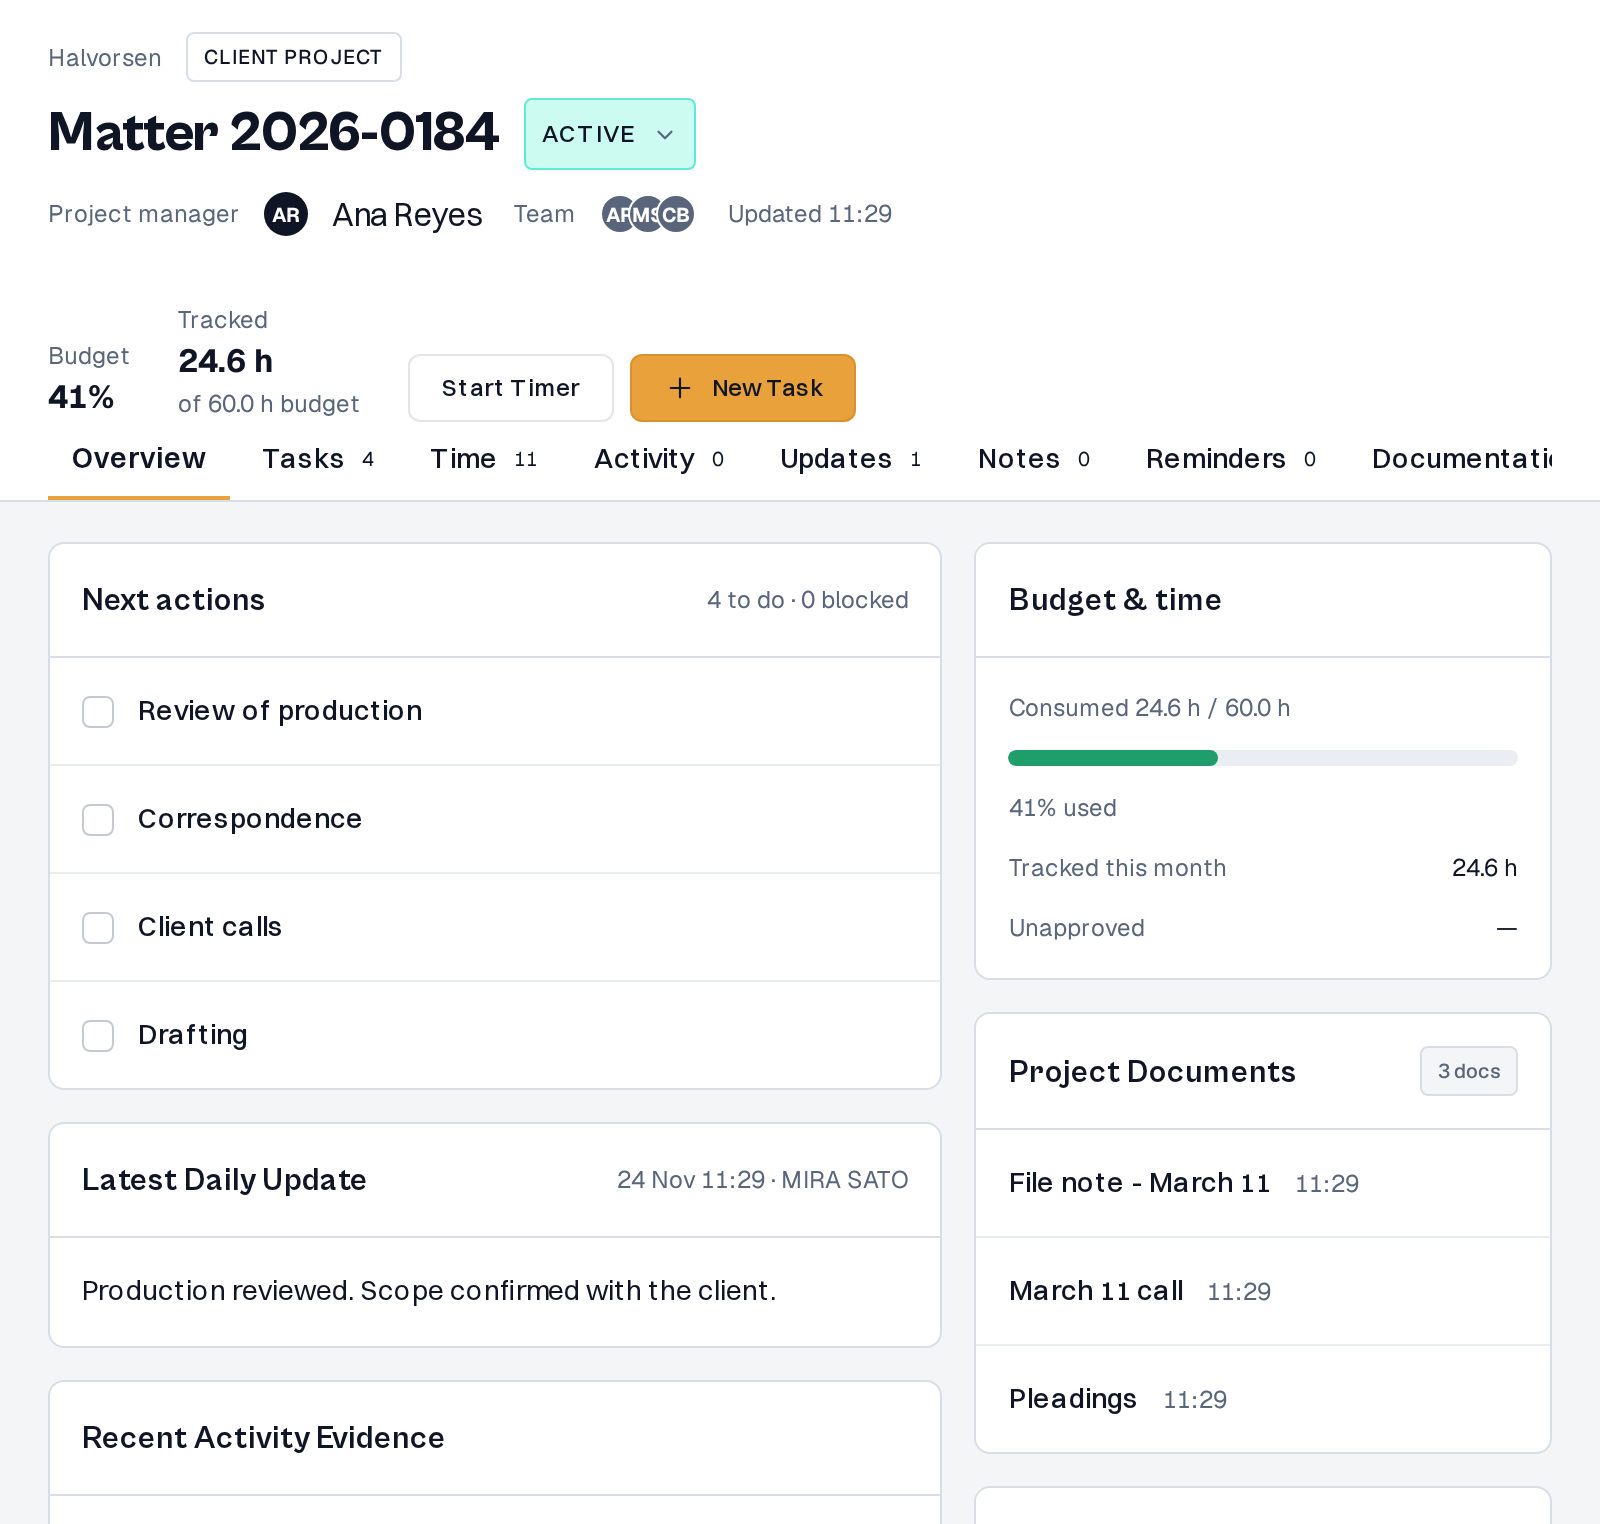 Halvorsen CLIENT PROJECT
Matter 2026-0184 ACTIVE
Project manager AR Ana Reyes Team AR MS CB Updated 11:29
Budget
41%
Tracked
24.6 h
of 60.0 h budget
Start Timer
New Task
Overview Tasks 4 Time 11 Activity 0 Updates 1 Notes 0 Reminders 0 Documentatic
Next actions 4 to do · 0 blocked
Review of production
Correspondence
Client calls
Drafting
Latest Daily Update 24 Nov 11:29 · MIRA SATO
Production reviewed. Scope confirmed with the client.
Recent Activity Evidence
Budget & time
Consumed 24.6 h / 60.0 h
41% used
Tracked this month 24.6 h
Unapproved —
Project Documents 3 docs
File note - March 11 11:29
March 11 call 11:29
Pleadings 11:29